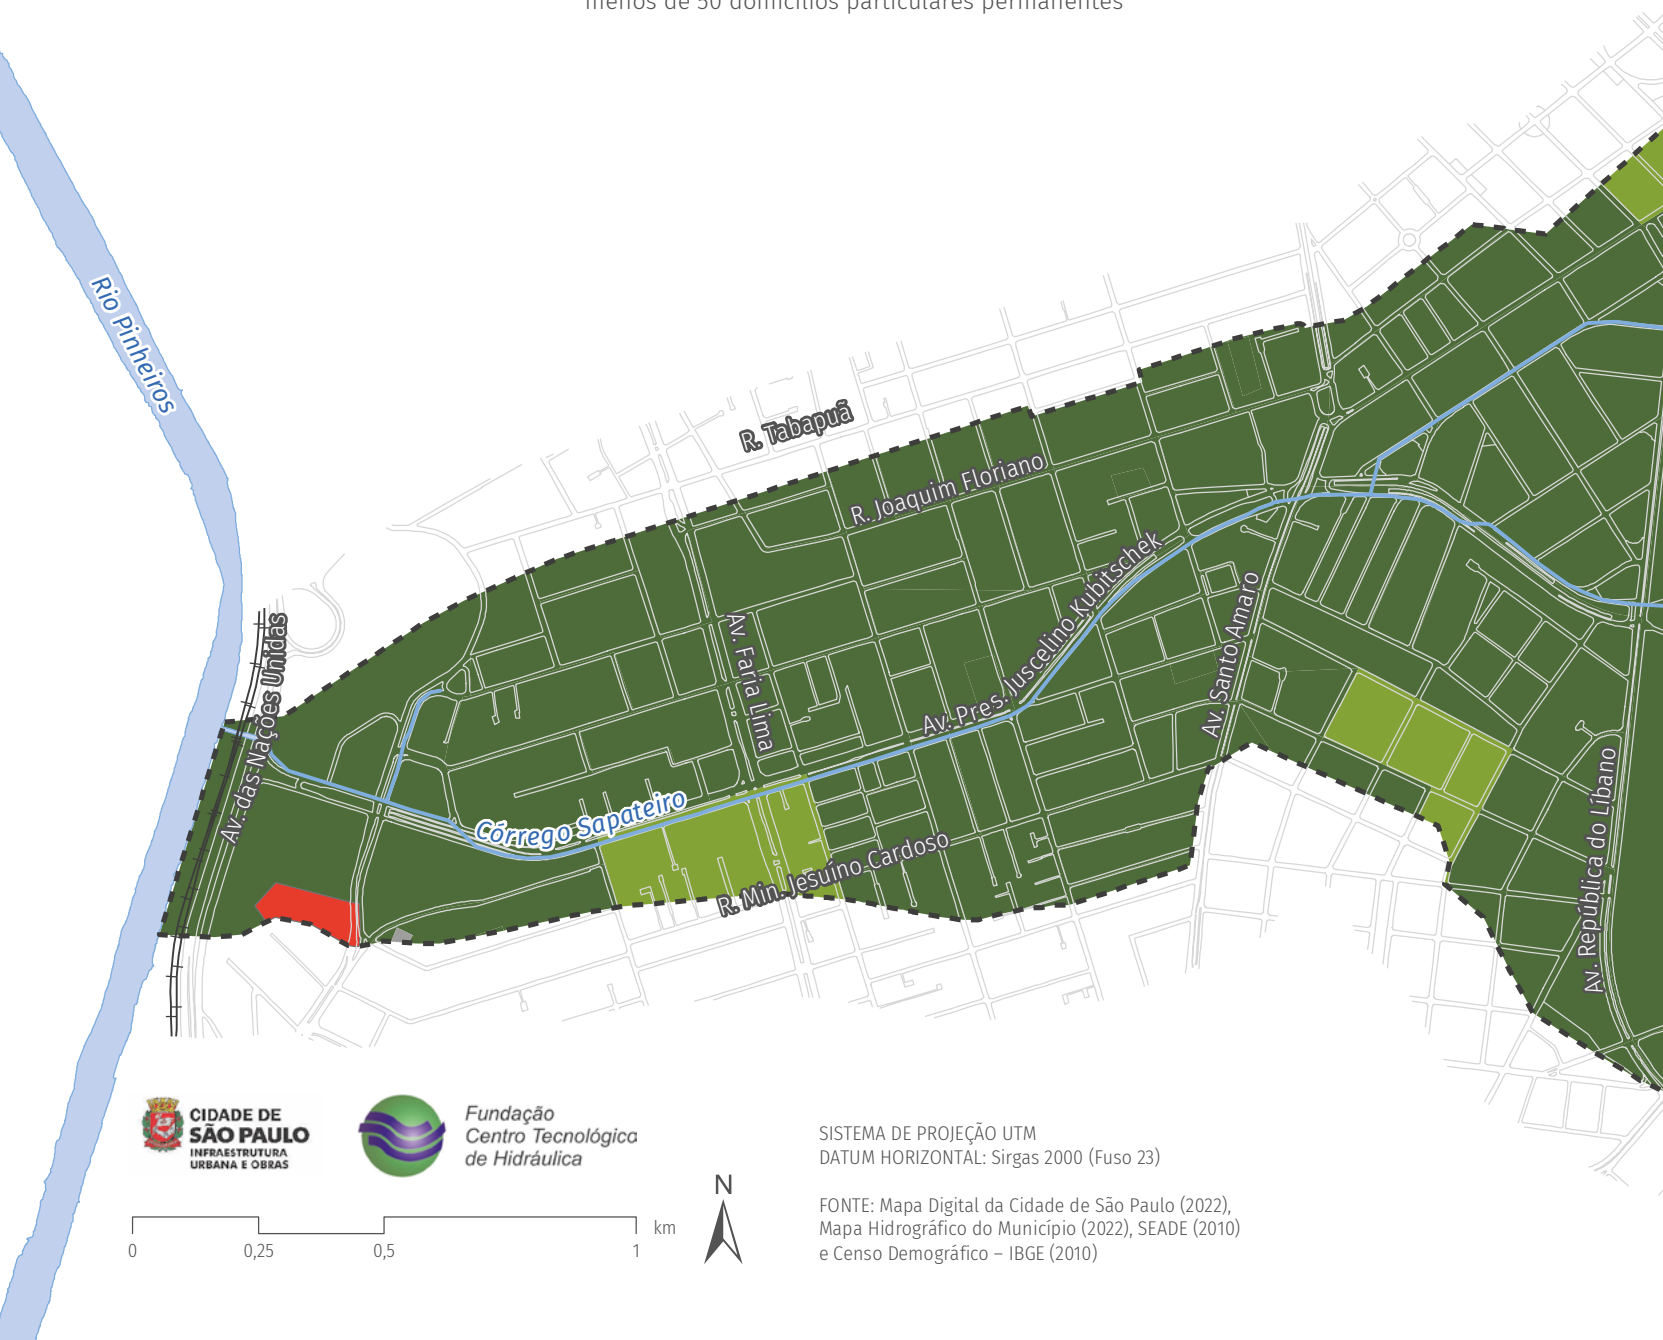 menos de 50 domicílios particulares permanentes
Rio Pinheiros
R. Tabapuã
R. Joaquim Floriano
Av. Pres. Juscelino Kubitschek
Av. Santo Amaro
Av. Faria Lima
Av. das Nações Unidas
Córrego Sapateiro
R. Min. Jesuíno Cardoso
Av. República do Líbano
CIDADE DE
SÃO PAULO
INFRAESTRUTURA
URBANA E OBRAS
Fundação
Centro Tecnológico
de Hidráulica
N
0 0,25 0,5 1 km
SISTEMA DE PROJEÇÃO UTM
DATUM HORIZONTAL: Sirgas 2000 (Fuso 23)
FONTE: Mapa Digital da Cidade de São Paulo (2022),
Mapa Hidrográfico do Município (2022), SEADE (2010)
e Censo Demográfico – IBGE (2010)